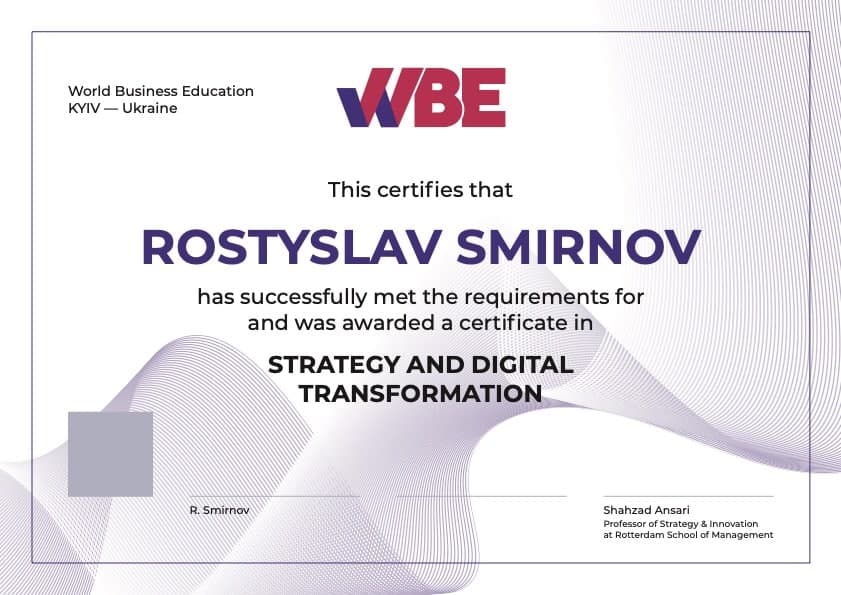 World Business Education
KYIV — Ukraine
WBE
This certifies that
ROSTYSLAV SMIRNOV
has successfully met the requirements for
and was awarded a certificate in
STRATEGY AND DIGITAL
TRANSFORMATION
R. Smirnov
Shahzad Ansari
Professor of Strategy & Innovation
at Rotterdam School of Management